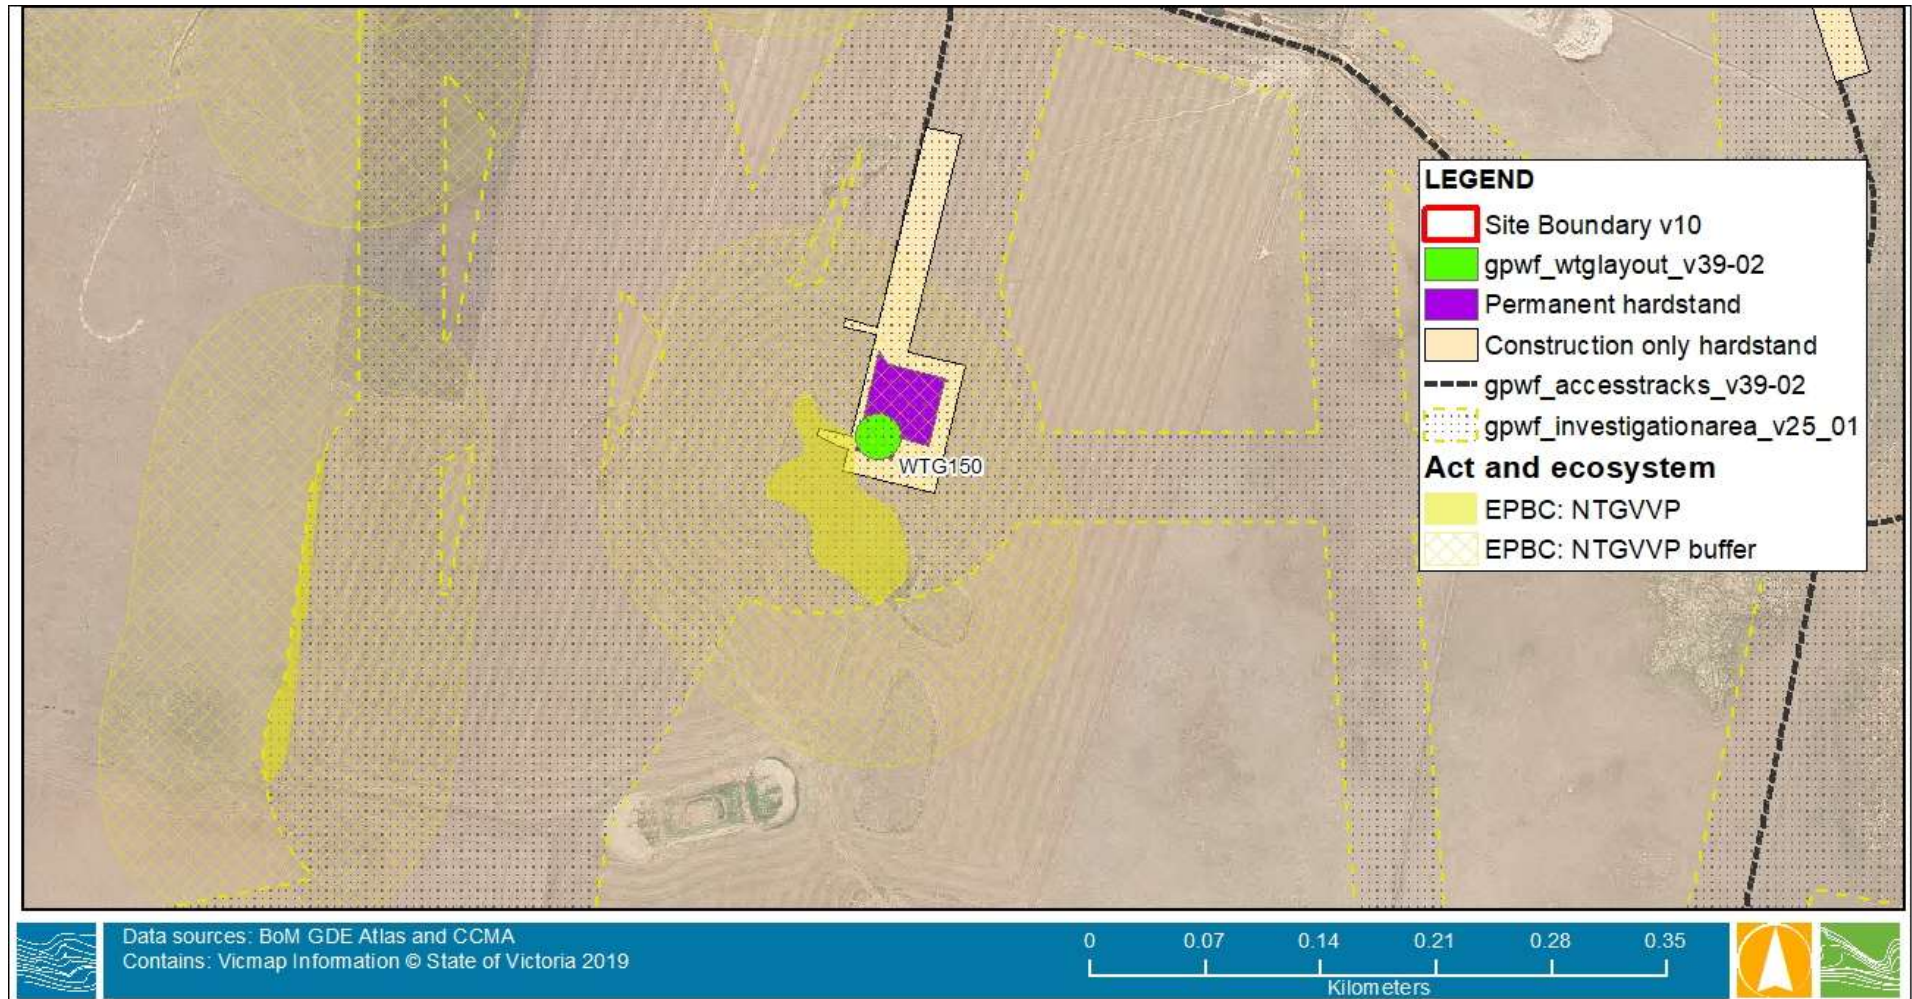 LEGEND
Site Boundary v10
gpwf_wtglayout_v39-02
Permanent hardstand
Construction only hardstand
gpwf_accesstracks_v39-02
gpwf_investigationarea_v25_01
Act and ecosystem
EPBC: NTGVVP
EPBC: NTGVVP buffer
WTG150
Data sources: BoM GDE Atlas and CCMA
Contains: Vicmap Information © State of Victoria 2019
0 0.07 0.14 0.21 0.28 0.35
Kilometers